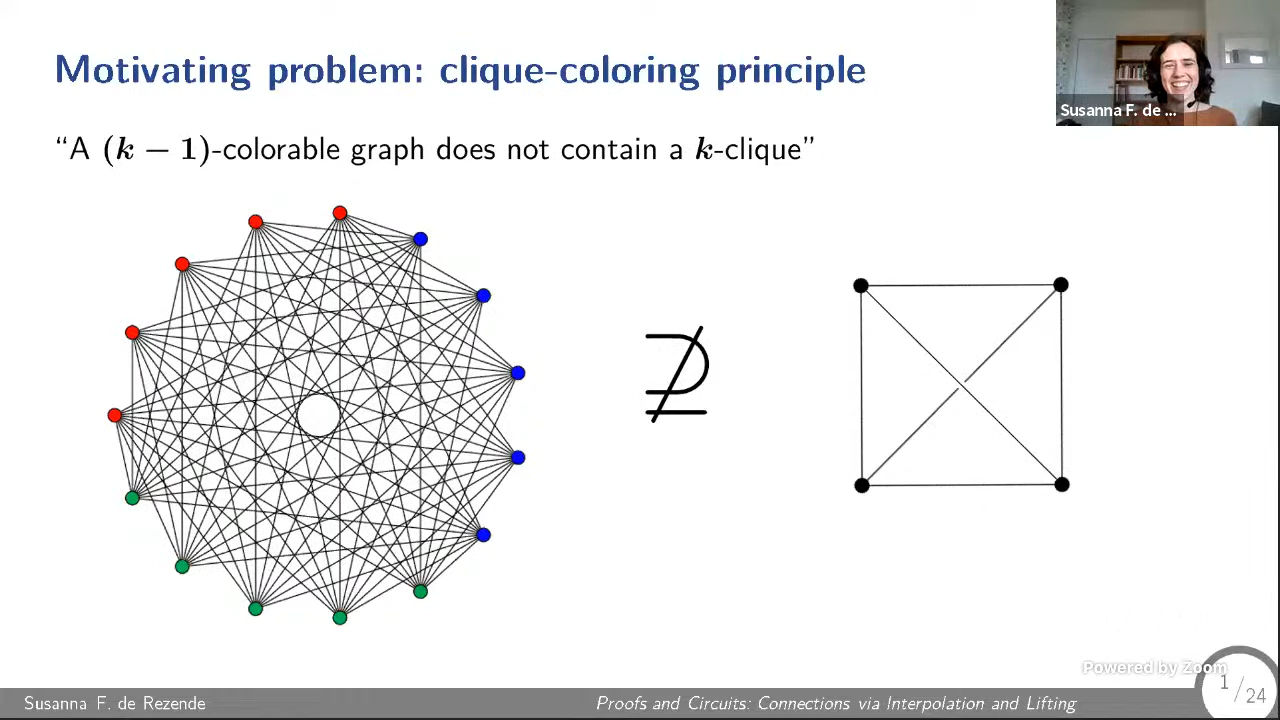 Motivating problem: clique-coloring principle
Susanna F. de ...
“A (k − 1)-colorable graph does not contain a k-clique”
⊉
Powered by Zoom
Susanna F. de Rezende
Proofs and Circuits: Connections via Interpolation and Lifting
1/24